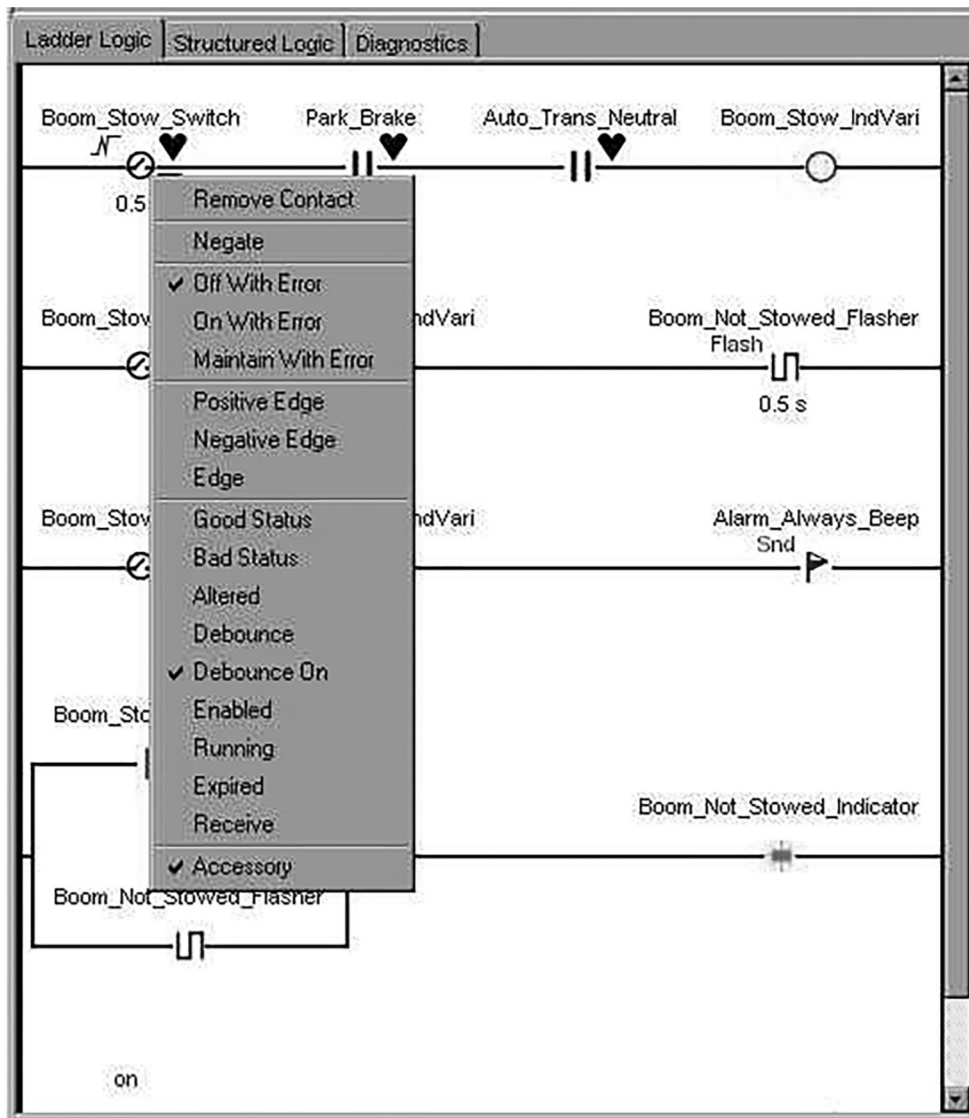 Ladder Logic Structured Logic Diagnostics
Boom_Stow_Switch Park_Brake Auto_Trans_Neutral Boom_Stow_IndVari
0.5
Remove Contact
Negate
Off With Error
Boom_Stov ndVari Boom_Not_Stowed_Flasher
On With Error
Flash
Maintain With Error
Positive Edge
0.5 s
Negative Edge
Edge
Boom_Stov ndVari Alarm_Always_Beep
Good Status
Snd
Bad Status
Altered
Debounce
Debounce On
Boom_Sto
Enabled
Running
Expired
Boom_Not_Stowed_Indicator
Receive
Accessory
Boom_Not_Stowed_Flasher
on